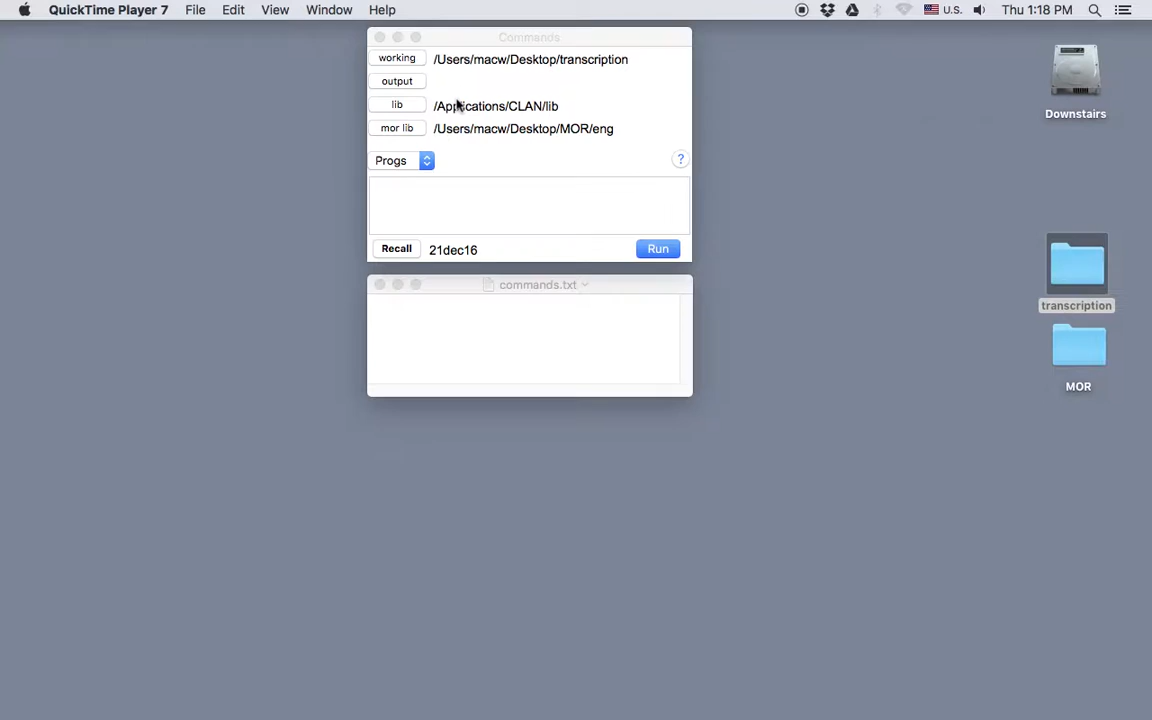 QuickTime Player 7 File Edit View Window Help U.S. Thu 1:18 PM
Commands
working /Users/macw/Desktop/transcription
output
lib /Applications/CLAN/lib
mor lib /Users/macw/Desktop/MOR/eng
Progs ?
Recall 21dec16 Run
commands.txt
Downstairs
transcription
MOR